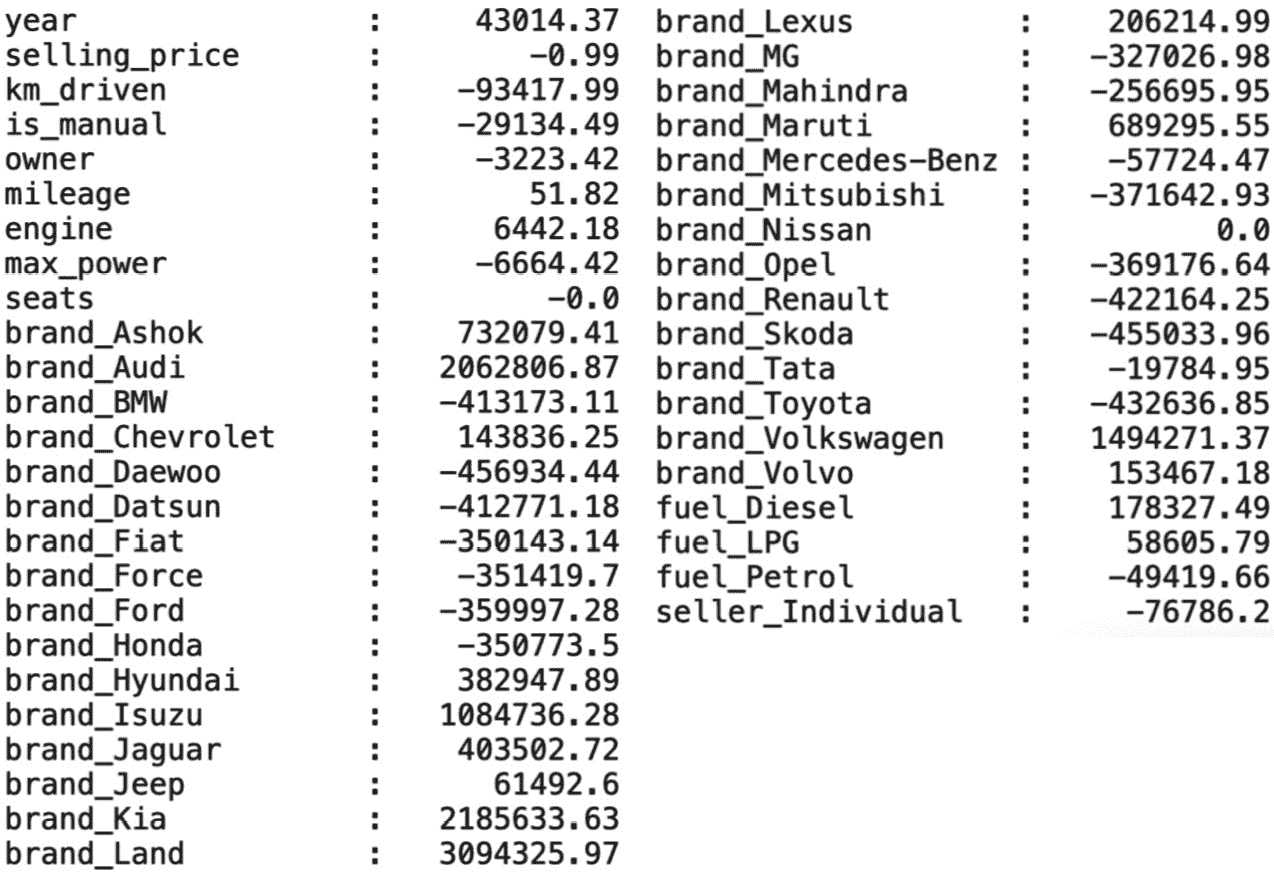 year : 43014.37
selling_price : -0.99
km_driven : -93417.99
is_manual : -29134.49
owner : -3223.42
mileage : 51.82
engine : 6442.18
max_power : -6664.42
seats : -0.0
brand_Ashok : 732079.41
brand_Audi : 2062806.87
brand_BMW : -413173.11
brand_Chevrolet : 143836.25
brand_Daewoo : -456934.44
brand_Datsun : -412771.18
brand_Fiat : -350143.14
brand_Force : -351419.7
brand_Ford : -359997.28
brand_Honda : -350773.5
brand_Hyundai : 382947.89
brand_Isuzu : 1084736.28
brand_Jaguar : 403502.72
brand_Jeep : 61492.6
brand_Kia : 2185633.63
brand_Land : 3094325.97
brand_Lexus : 206214.99
brand_MG : -327026.98
brand_Mahindra : -256695.95
brand_Maruti : 689295.55
brand_Mercedes-Benz : -57724.47
brand_Mitsubishi : -371642.93
brand_Nissan : 0.0
brand_Opel : -369176.64
brand_Renault : -422164.25
brand_Skoda : -455033.96
brand_Tata : -19784.95
brand_Toyota : -432636.85
brand_Volkswagen : 1494271.37
brand_Volvo : 153467.18
fuel_Diesel : 178327.49
fuel_LPG : 58605.79
fuel_Petrol : -49419.66
seller_Individual : -76786.2